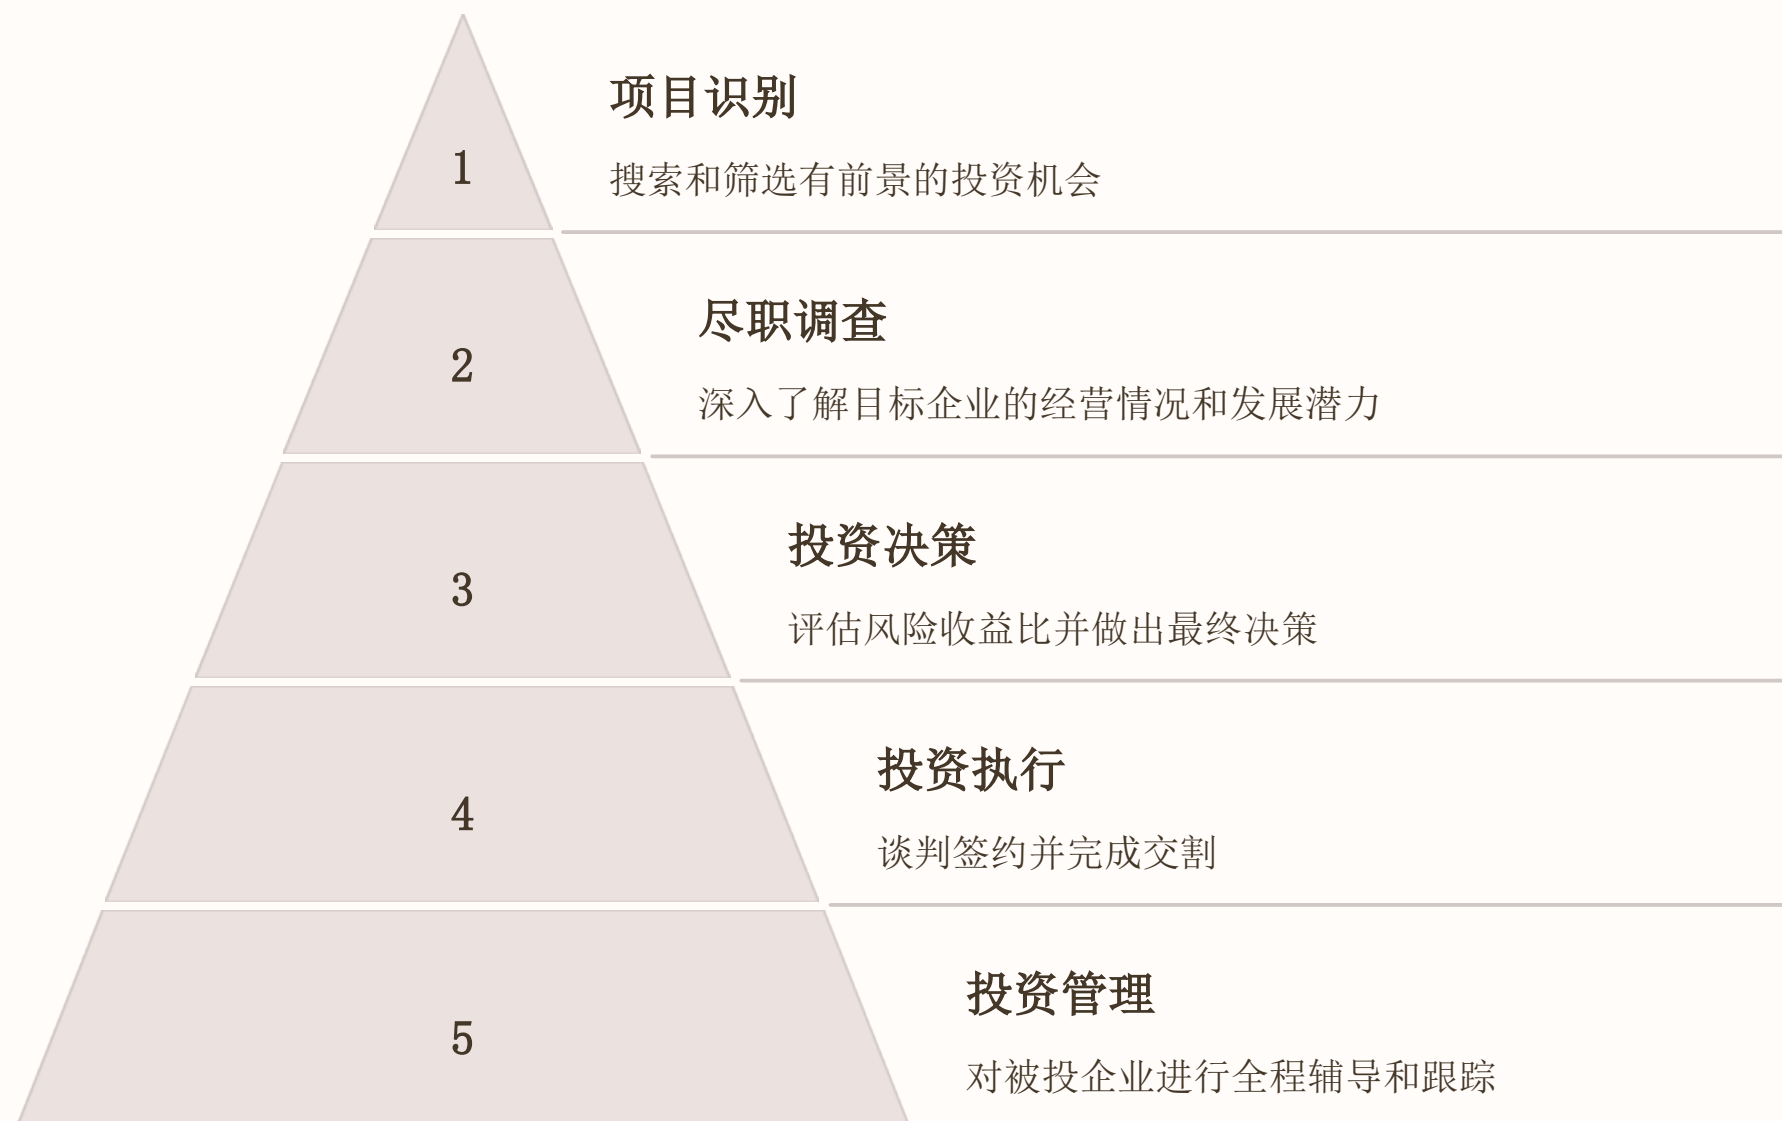 1
项目识别
搜索和筛选有前景的投资机会
2
尽职调查
深入了解目标企业的经营情况和发展潜力
3
投资决策
评估风险收益比并做出最终决策
4
投资执行
谈判签约并完成交割
5
投资管理
对被投企业进行全程辅导和跟踪